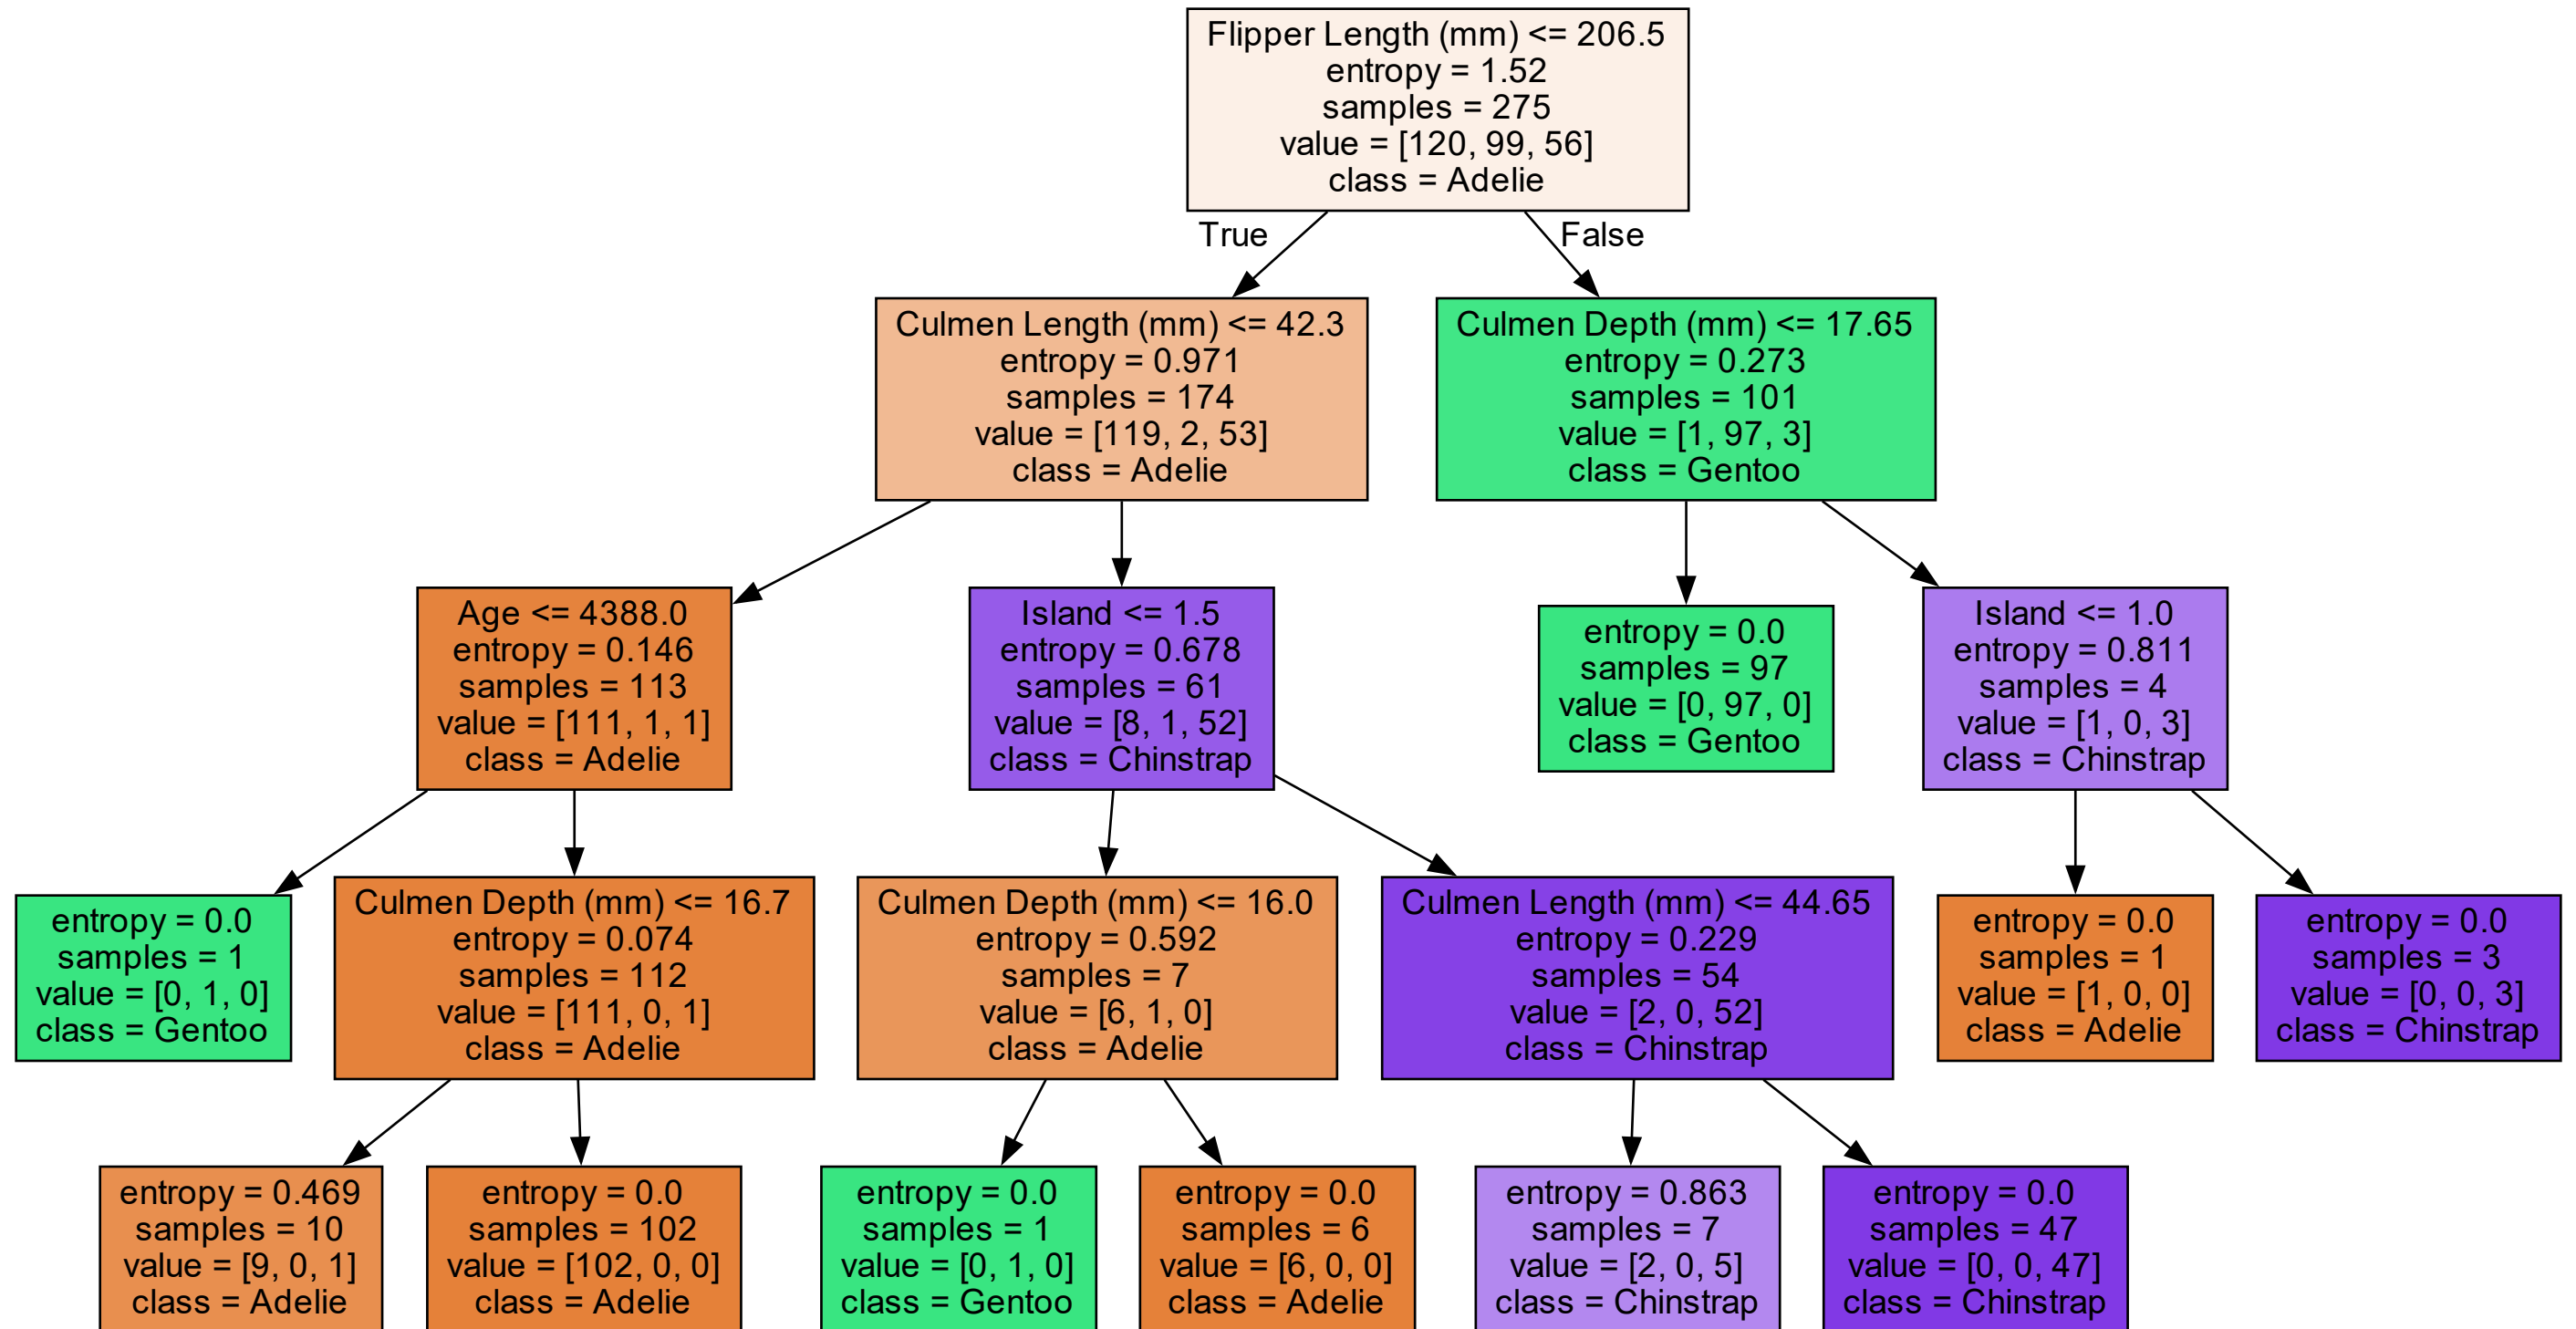 Flipper Length (mm) <= 206.5
entropy = 1.52
samples = 275
value = [120, 99, 56]
class = Adelie
True
False
Culmen Length (mm) <= 42.3
entropy = 0.971
samples = 174
value = [119, 2, 53]
class = Adelie
Culmen Depth (mm) <= 17.65
entropy = 0.273
samples = 101
value = [1, 97, 3]
class = Gentoo
Age <= 4388.0
entropy = 0.146
samples = 113
value = [111, 1, 1]
class = Adelie
Island <= 1.5
entropy = 0.678
samples = 61
value = [8, 1, 52]
class = Chinstrap
entropy = 0.0
samples = 97
value = [0, 97, 0]
class = Gentoo
Island <= 1.0
entropy = 0.811
samples = 4
value = [1, 0, 3]
class = Chinstrap
entropy = 0.0
samples = 1
value = [0, 1, 0]
class = Gentoo
Culmen Depth (mm) <= 16.7
entropy = 0.074
samples = 112
value = [111, 0, 1]
class = Adelie
Culmen Depth (mm) <= 16.0
entropy = 0.592
samples = 7
value = [6, 1, 0]
class = Adelie
Culmen Length (mm) <= 44.65
entropy = 0.229
samples = 54
value = [2, 0, 52]
class = Chinstrap
entropy = 0.0
samples = 1
value = [1, 0, 0]
class = Adelie
entropy = 0.0
samples = 3
value = [0, 0, 3]
class = Chinstrap
entropy = 0.469
samples = 10
value = [9, 0, 1]
class = Adelie
entropy = 0.0
samples = 102
value = [102, 0, 0]
class = Adelie
entropy = 0.0
samples = 1
value = [0, 1, 0]
class = Gentoo
entropy = 0.0
samples = 6
value = [6, 0, 0]
class = Adelie
entropy = 0.863
samples = 7
value = [2, 0, 5]
class = Chinstrap
entropy = 0.0
samples = 47
value = [0, 0, 47]
class = Chinstrap